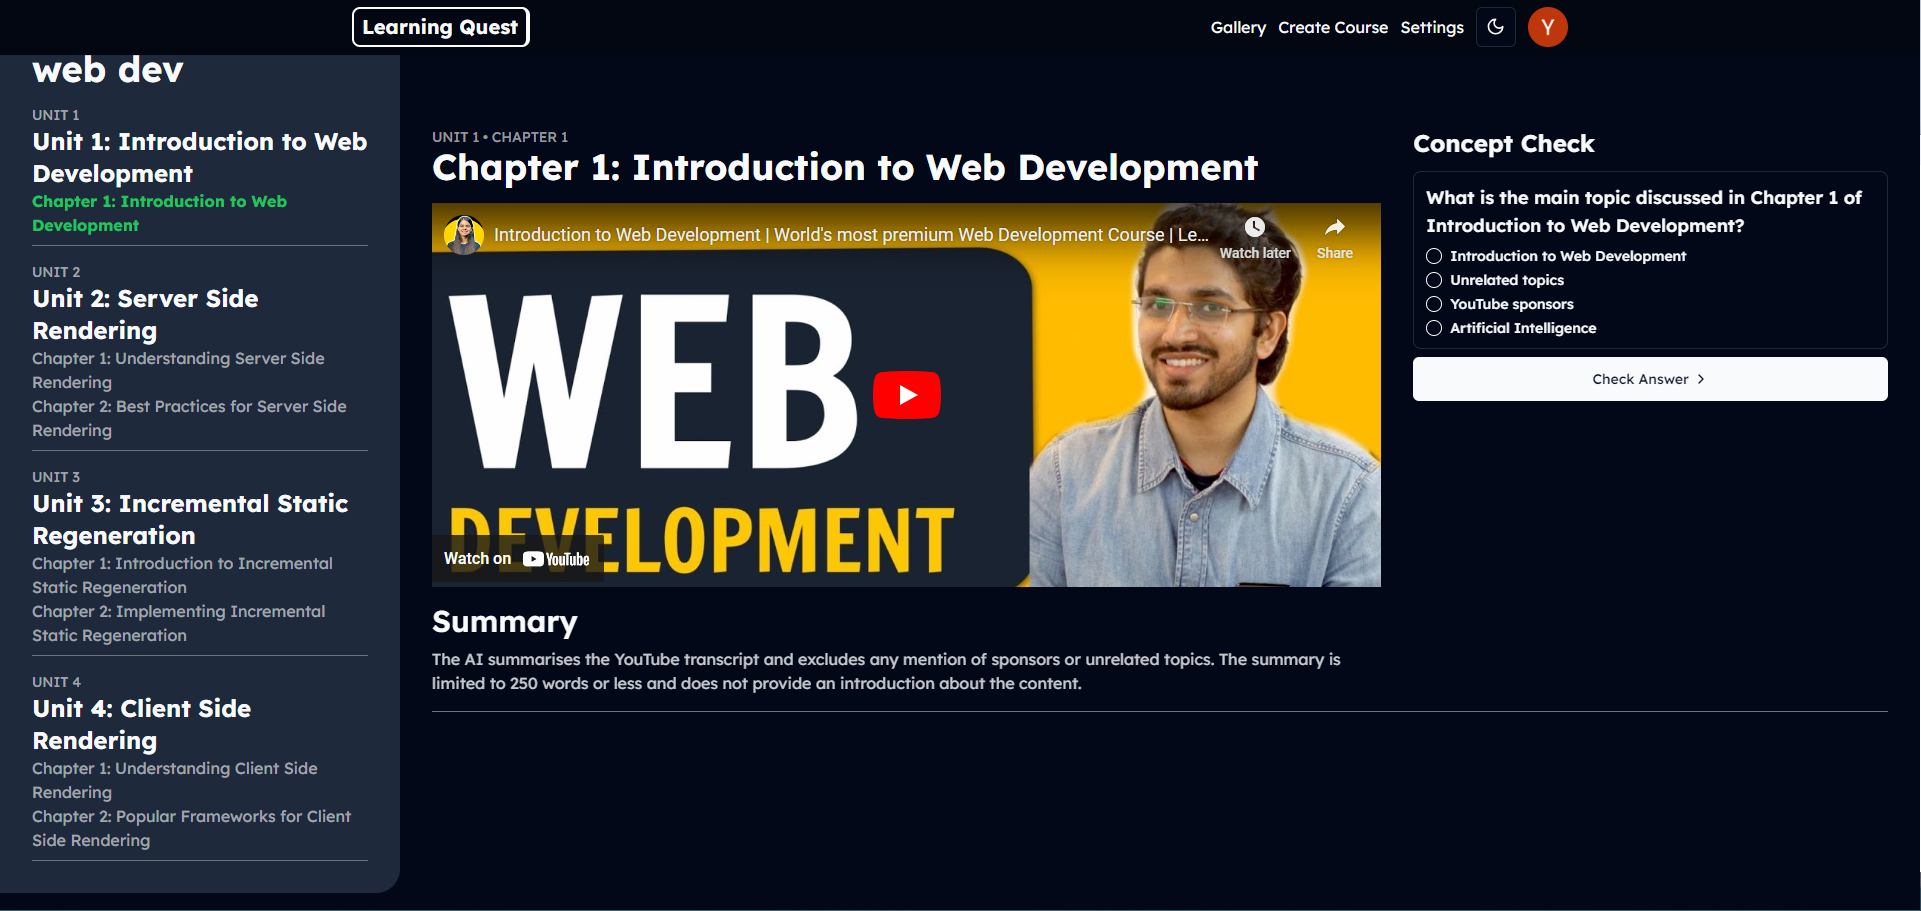 Learning Quest
Gallery Create Course Settings Y
web dev
UNIT 1
Unit 1: Introduction to Web
Development
Chapter 1: Introduction to Web
Development
UNIT 2
Unit 2: Server Side
Rendering
Chapter 1: Understanding Server Side
Rendering
Chapter 2: Best Practices for Server Side
Rendering
UNIT 3
Unit 3: Incremental Static
Regeneration
Chapter 1: Introduction to Incremental
Static Regeneration
Chapter 2: Implementing Incremental
Static Regeneration
UNIT 4
Unit 4: Client Side
Rendering
Chapter 1: Understanding Client Side
Rendering
Chapter 2: Popular Frameworks for Client
Side Rendering
UNIT 1 • CHAPTER 1
Chapter 1: Introduction to Web Development
Introduction to Web Development | World's most premium Web Development Course | Le...
Watch later
Share
WEB
DEVELOPMENT
Watch on YouTube
Summary
The AI summarises the YouTube transcript and excludes any mention of sponsors or unrelated topics. The summary is
limited to 250 words or less and does not provide an introduction about the content.
Concept Check
What is the main topic discussed in Chapter 1 of
Introduction to Web Development?
Introduction to Web Development
Unrelated topics
YouTube sponsors
Artificial Intelligence
Check Answer